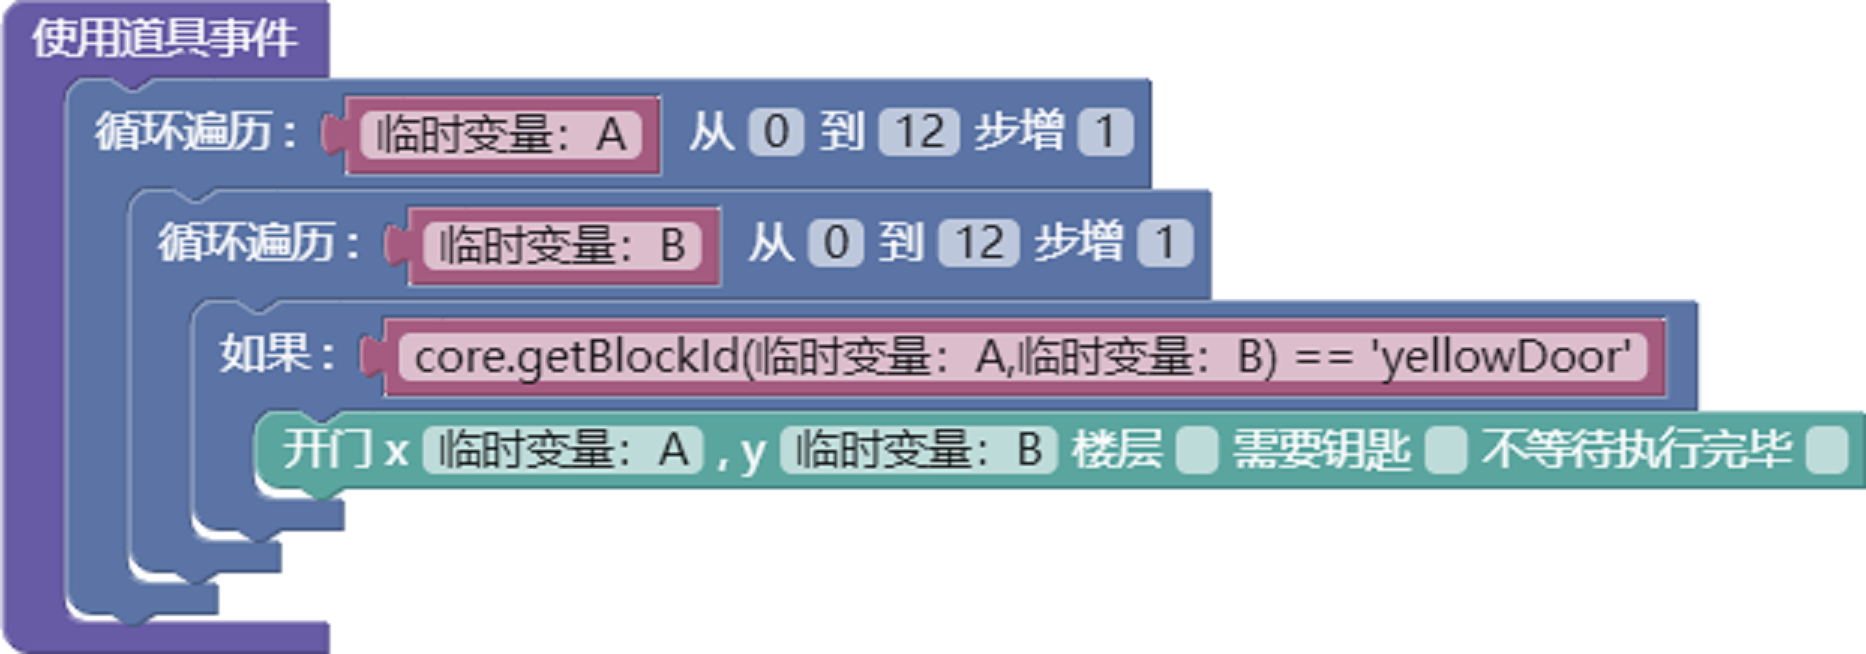 使用道具事件
循环遍历: 临时变量: A 从 0 到 12 步增 1
循环遍历: 临时变量: B 从 0 到 12 步增 1
如果: core.getBlockId(临时变量: A,临时变量: B) == 'yellowDoor'
开门 x 临时变量: A , y 临时变量: B 楼层 需要钥匙 不等待执行完毕